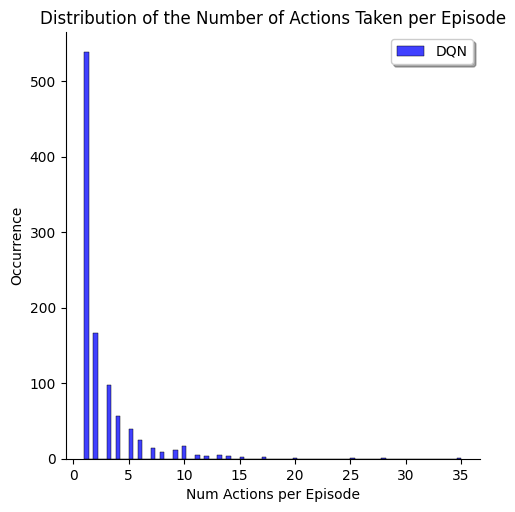 Distribution of the Number of Actions Taken per Episode
DQN
500
400
300
200
100
0
Occurrence
0 5 10 15 20 25 30 35
Num Actions per Episode